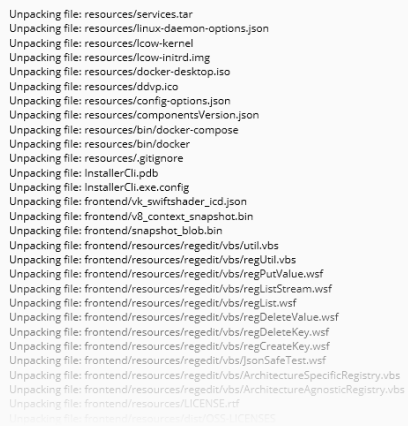 Unpacking file: resources/services.tar
Unpacking file: resources/linux-daemon-options.json
Unpacking file: resources/lcow-kernel
Unpacking file: resources/lcow-initrd.img
Unpacking file: resources/docker-desktop.iso
Unpacking file: resources/ddvp.ico
Unpacking file: resources/config-options.json
Unpacking file: resources/componentsVersion.json
Unpacking file: resources/bin/docker-compose
Unpacking file: resources/bin/docker
Unpacking file: resources/.gitignore
Unpacking file: InstallerCli.pdb
Unpacking file: InstallerCli.exe.config
Unpacking file: frontend/vk_swiftshader_icd.json
Unpacking file: frontend/v8_context_snapshot.bin
Unpacking file: frontend/snapshot_blob.bin
Unpacking file: frontend/resources/regedit/vbs/util.vbs
Unpacking file: frontend/resources/regedit/vbs/regUtil.vbs
Unpacking file: frontend/resources/regedit/vbs/regPutValue.wsf
Unpacking file: frontend/resources/regedit/vbs/regListStream.wsf
Unpacking file: frontend/resources/regedit/vbs/regList.wsf
Unpacking file: frontend/resources/regedit/vbs/regDeleteValue.wsf
Unpacking file: frontend/resources/regedit/vbs/regDeleteKey.wsf
Unpacking file: frontend/resources/regedit/vbs/regCreateKey.wsf
Unpacking file: frontend/resources/regedit/vbs/JsonSafeTest.wsf
Unpacking file: frontend/resources/regedit/vbs/ArchitectureSpecificRegistry.vbs
Unpacking file: frontend/resources/regedit/vbs/ArchitectureAgnosticRegistry.vbs
Unpacking file: frontend/resources/LICENSE.rtf
Unpacking file: